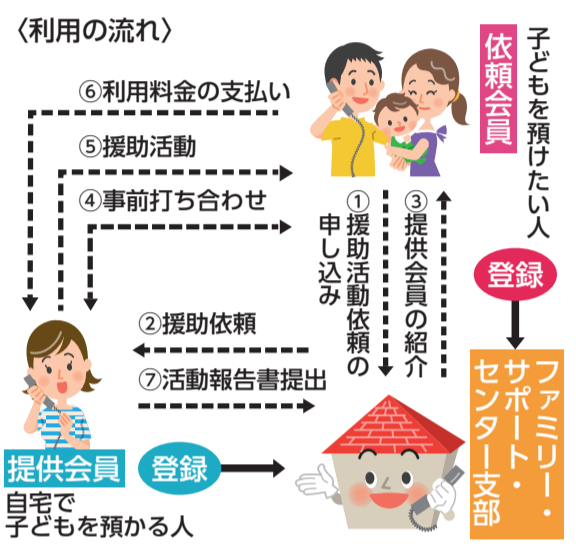 〈利用の流れ〉
⑥利用料金の支払い
⑤援助活動
④事前打ち合わせ
依頼会員
子どもを預けたい人
①援助活動依頼の
申し込み
③提供会員の紹介
登録
②援助依頼
⑦活動報告書提出
ファミリー・
サポート・
センター支部
提供会員
登録
自宅で
子どもを預かる人